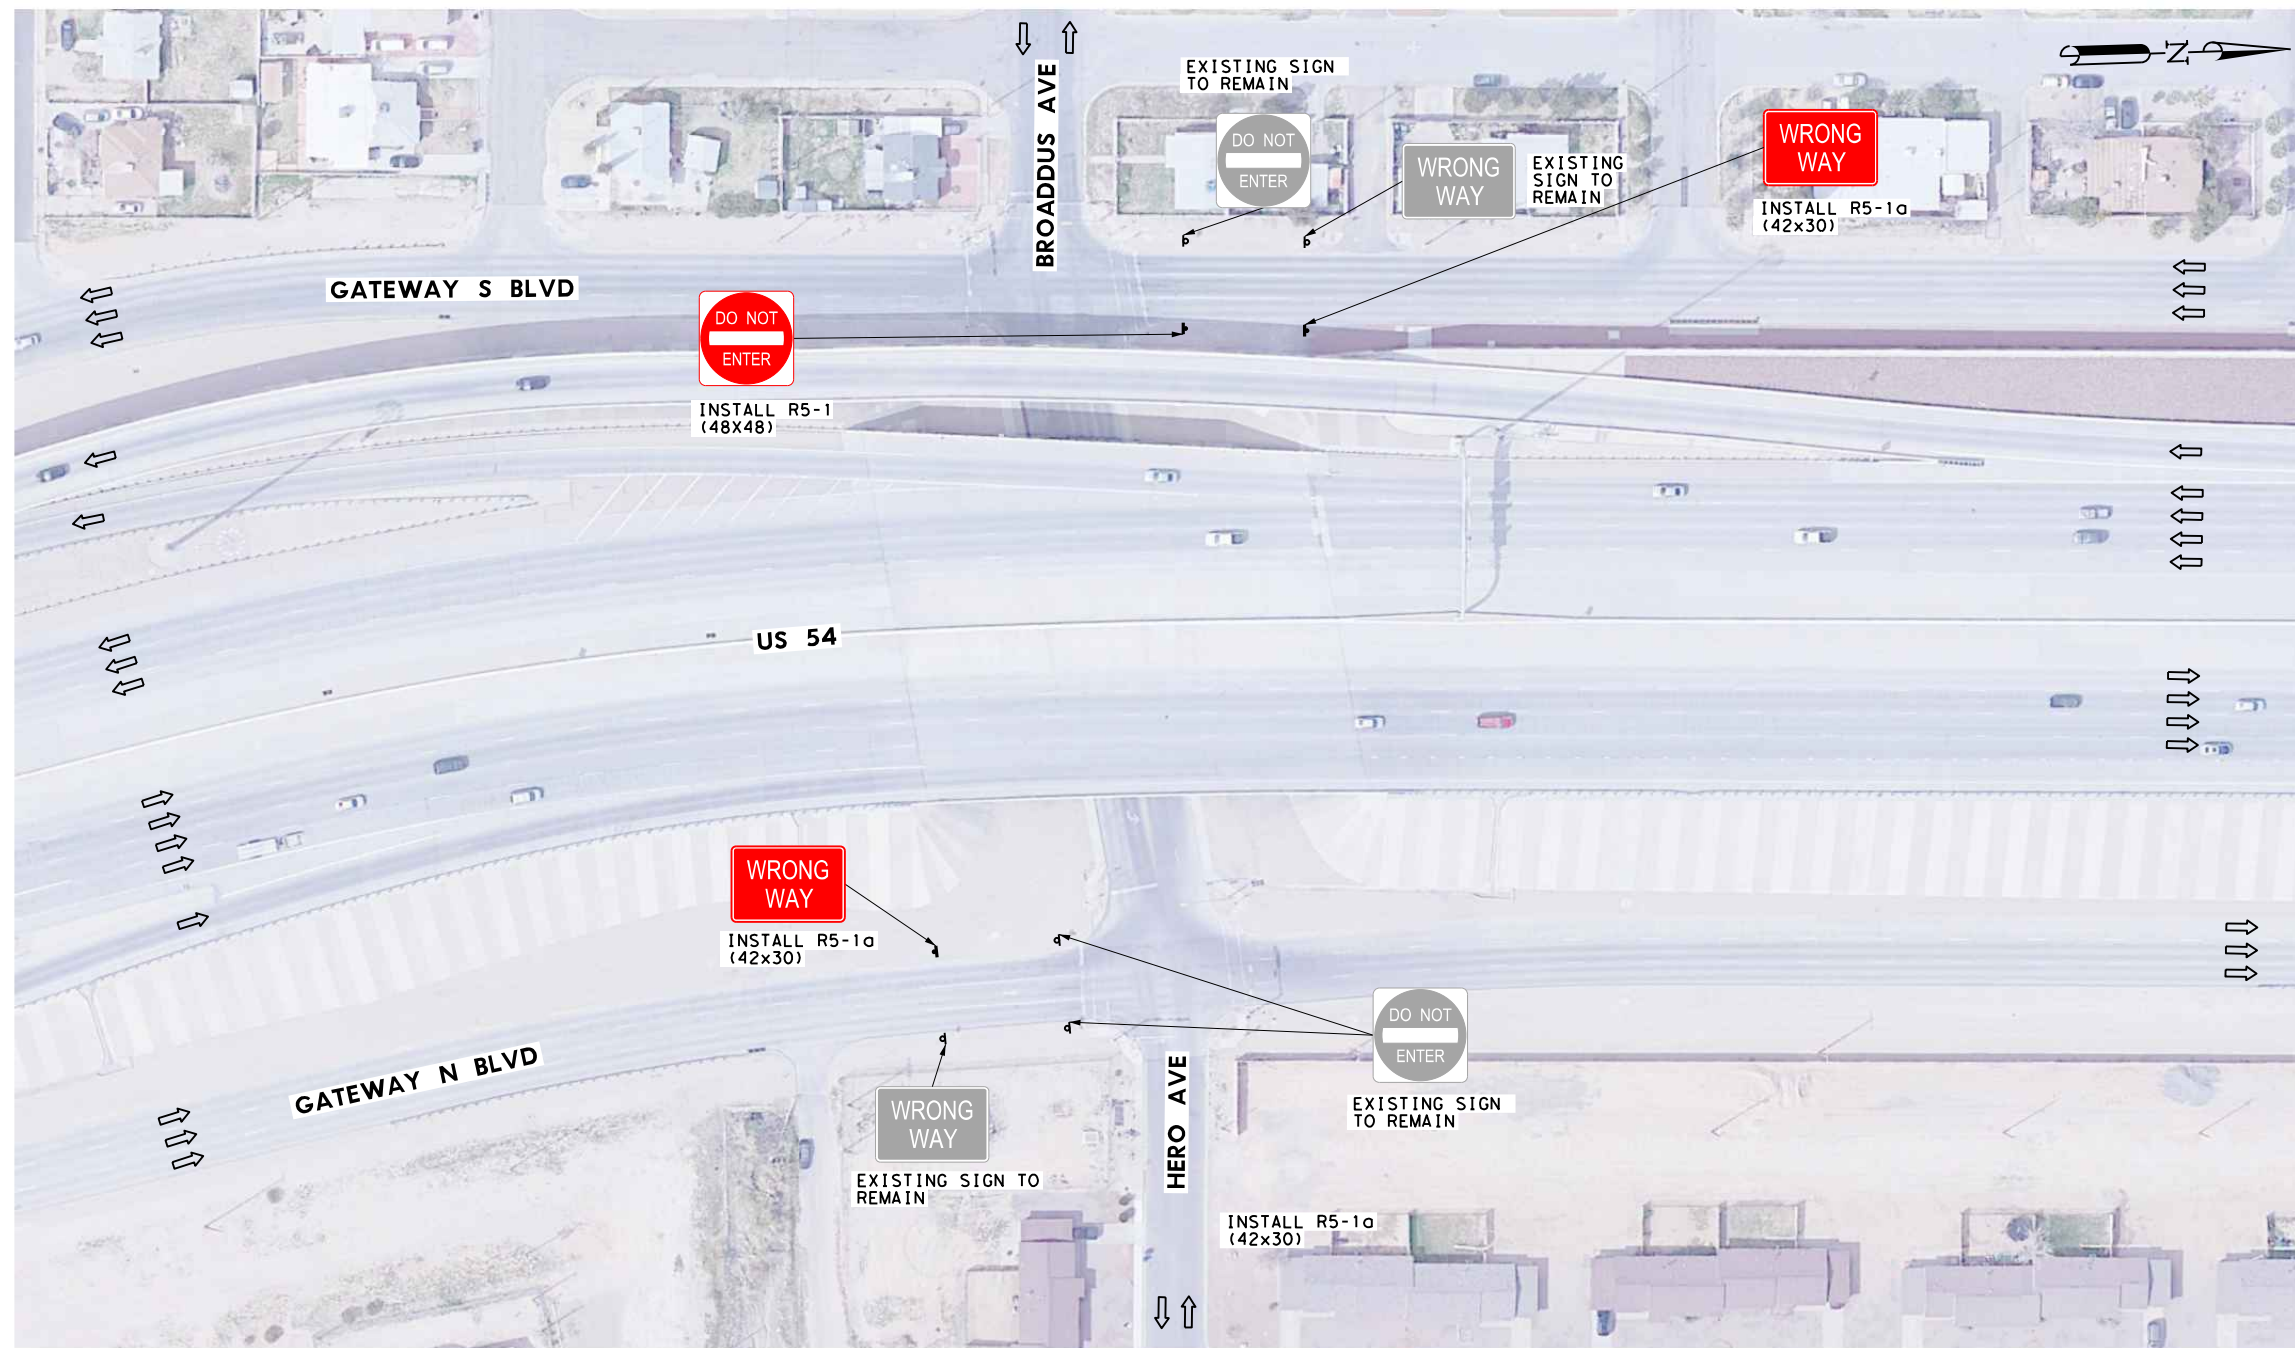 N
BROADDUS AVE
EXISTING SIGN
TO REMAIN
DO NOT
ENTER
WRONG
WAY
EXISTING
SIGN TO
REMAIN
WRONG
WAY
INSTALL R5-1a
(42x30)
GATEWAY S BLVD
DO NOT
ENTER
INSTALL R5-1
(48X48)
US 54
WRONG
WAY
INSTALL R5-1a
(42x30)
DO NOT
ENTER
EXISTING SIGN
TO REMAIN
GATEWAY N BLVD
WRONG
WAY
EXISTING SIGN TO
REMAIN
HERO AVE
INSTALL R5-1a
(42x30)